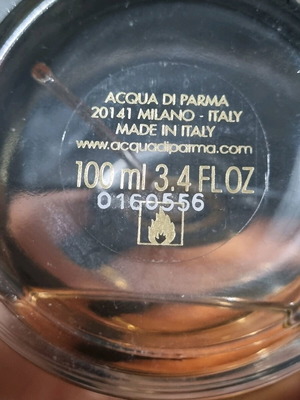 ACQUA DI PARMA
20141 MILANO - ITALY
MADE IN ITALY
www.acquadiparma.com
100 ml 3.4 FL OZ
0160556